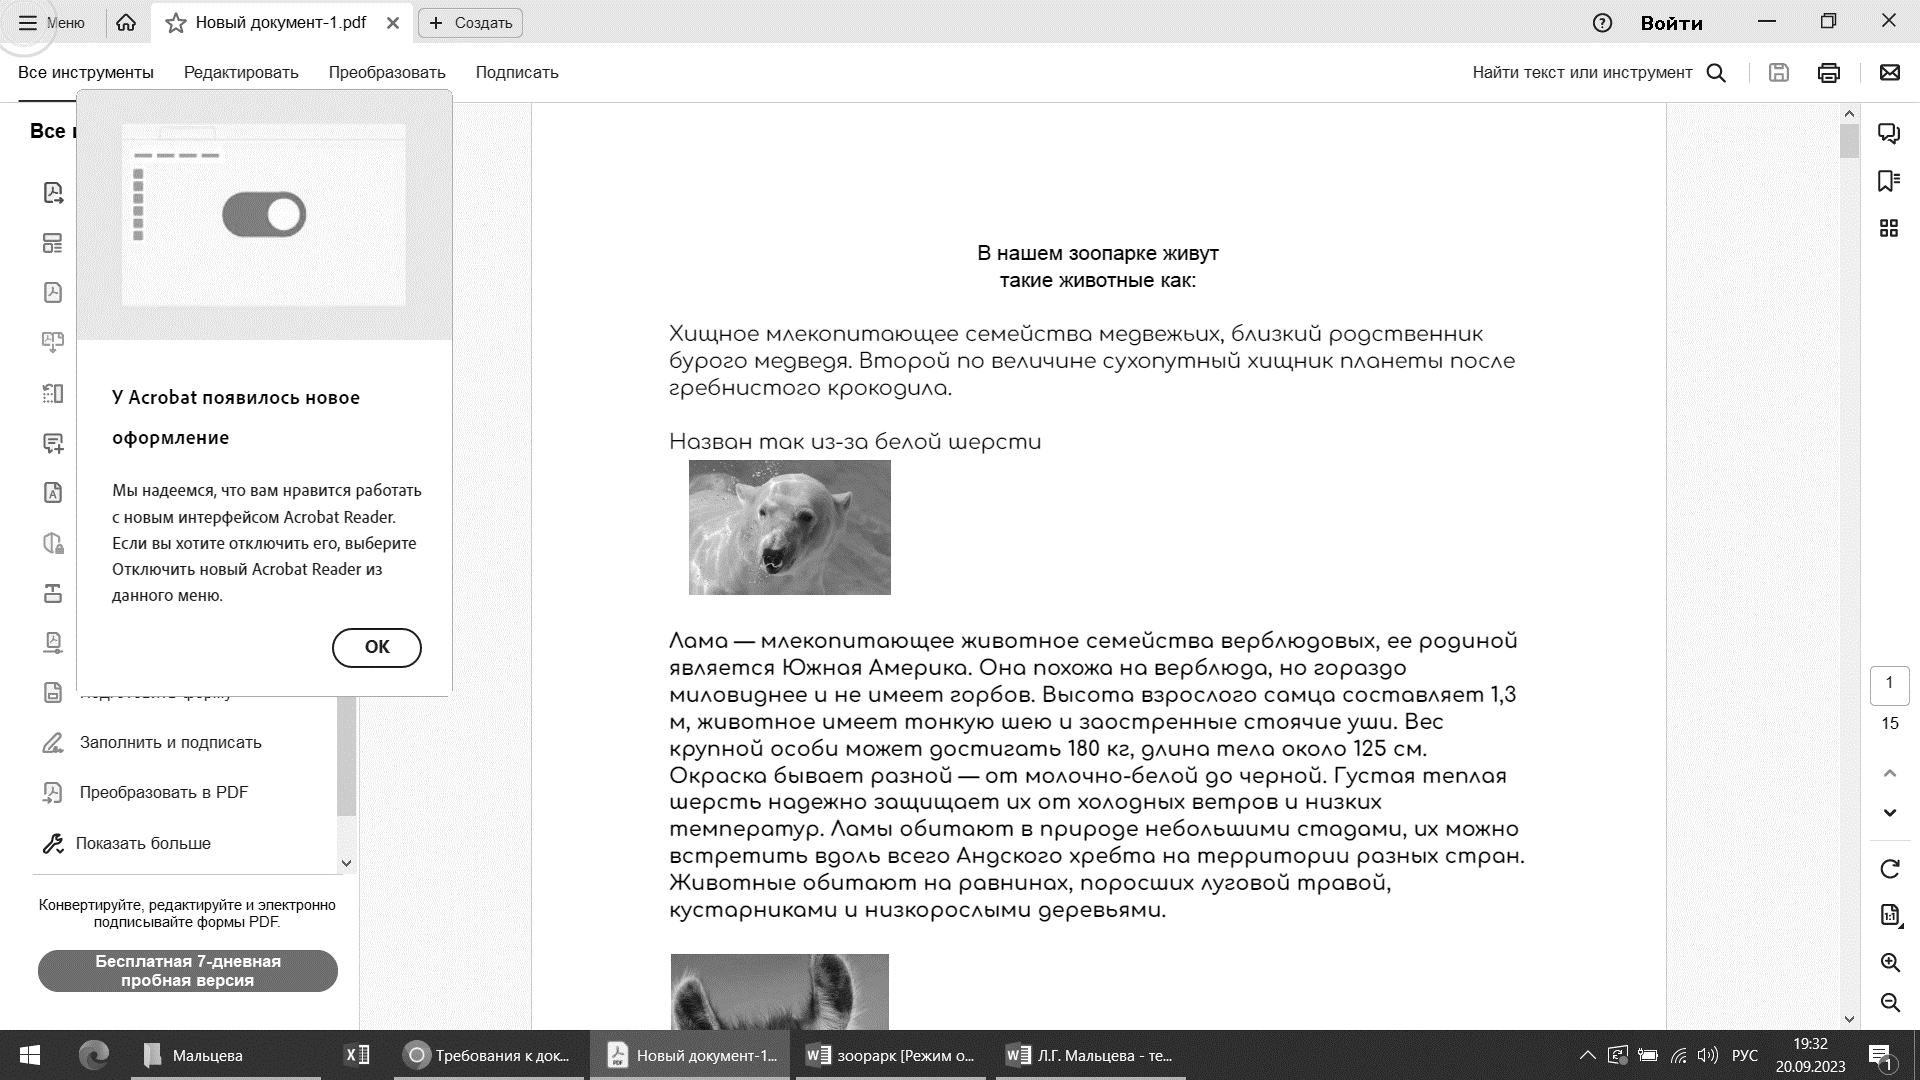 Меню
Новый документ-1.pdf
Создать
Войти
Все инструменты
Редактировать
Преобразовать
Подписать
Найти текст или инструмент
Все
У Acrobat появилось новое
оформление
Мы надеемся, что вам нравится работать
с новым интерфейсом Acrobat Reader.
Если вы хотите отключить его, выберите
Отключить новый Acrobat Reader из
данного меню.
ОК
Заполнить и подписать
Преобразовать в PDF
Показать больше
Конвертируйте, редактируйте и электронно
подписывайте формы PDF.
Бесплатная 7-дневная
пробная версия
В нашем зоопарке живут
такие животные как:
Хищное млекопитающее семейства медвежьих, близкий родственник
бурого медведя. Второй по величине сухопутный хищник планеты после
гребнистого крокодила.
Назван так из-за белой шерсти
Лама — млекопитающее животное семейства верблюдовых, ее родиной
является Южная Америка. Она похожа на верблюда, но гораздо
миловиднее и не имеет горбов. Высота взрослого самца составляет 1,3
м, животное имеет тонкую шею и заостренные стоячие уши. Вес
крупной особи может достигать 180 кг, длина тела около 125 см.
Окраска бывает разной — от молочно-белой до черной. Густая теплая
шерсть надежно защищает их от холодных ветров и низких
температур. Ламы обитают в природе небольшими стадами, их можно
встретить вдоль всего Андского хребта на территории разных стран.
Животные обитают на равнинах, поросших луговой травой,
кустарниками и низкорослыми деревьями.
1
15
1:1
Мальцева
Требования к док...
Новый документ-1...
зоорарк [Режим о...
Л.Г. Мальцева - те...
РУС
19:32
20.09.2023
1